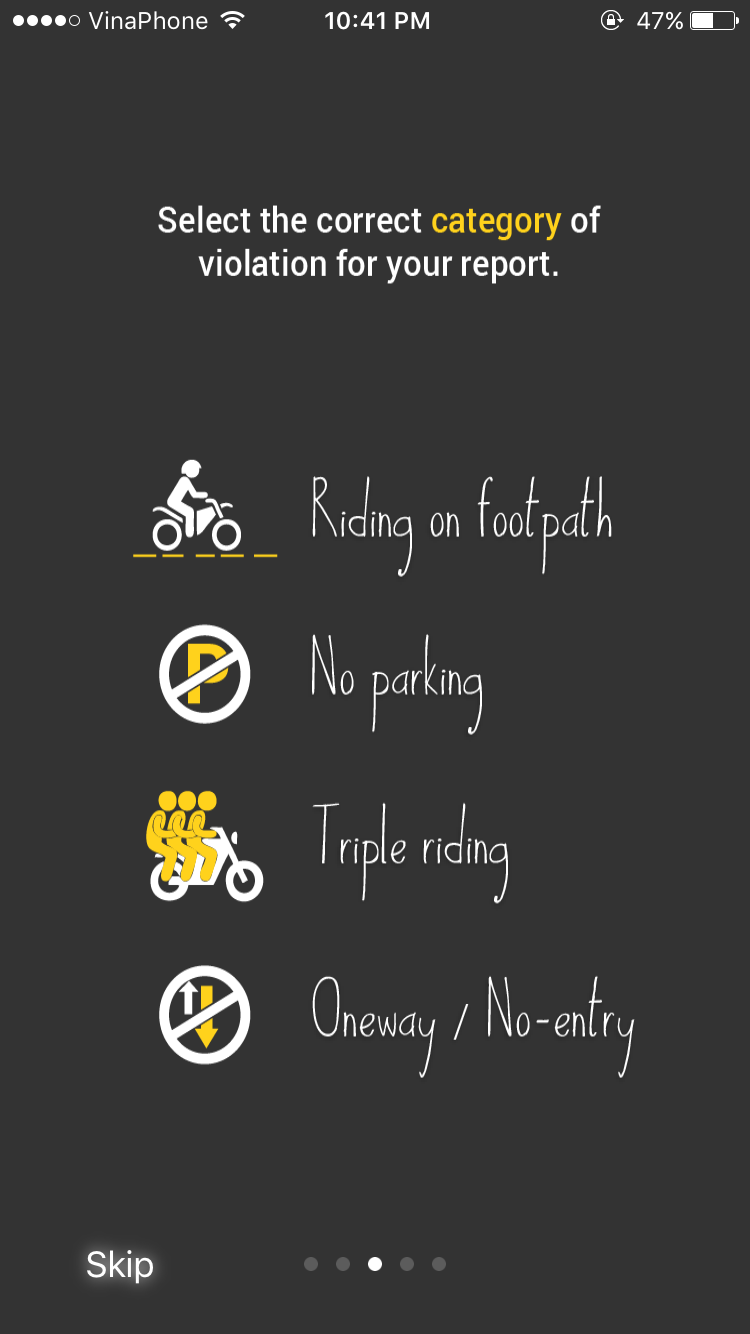 VinaPhone 10:41 PM 47%
Select the correct category of
violation for your report.
Riding on footpath
P
No parking
Triple riding
Oneway / No-entry
Skip